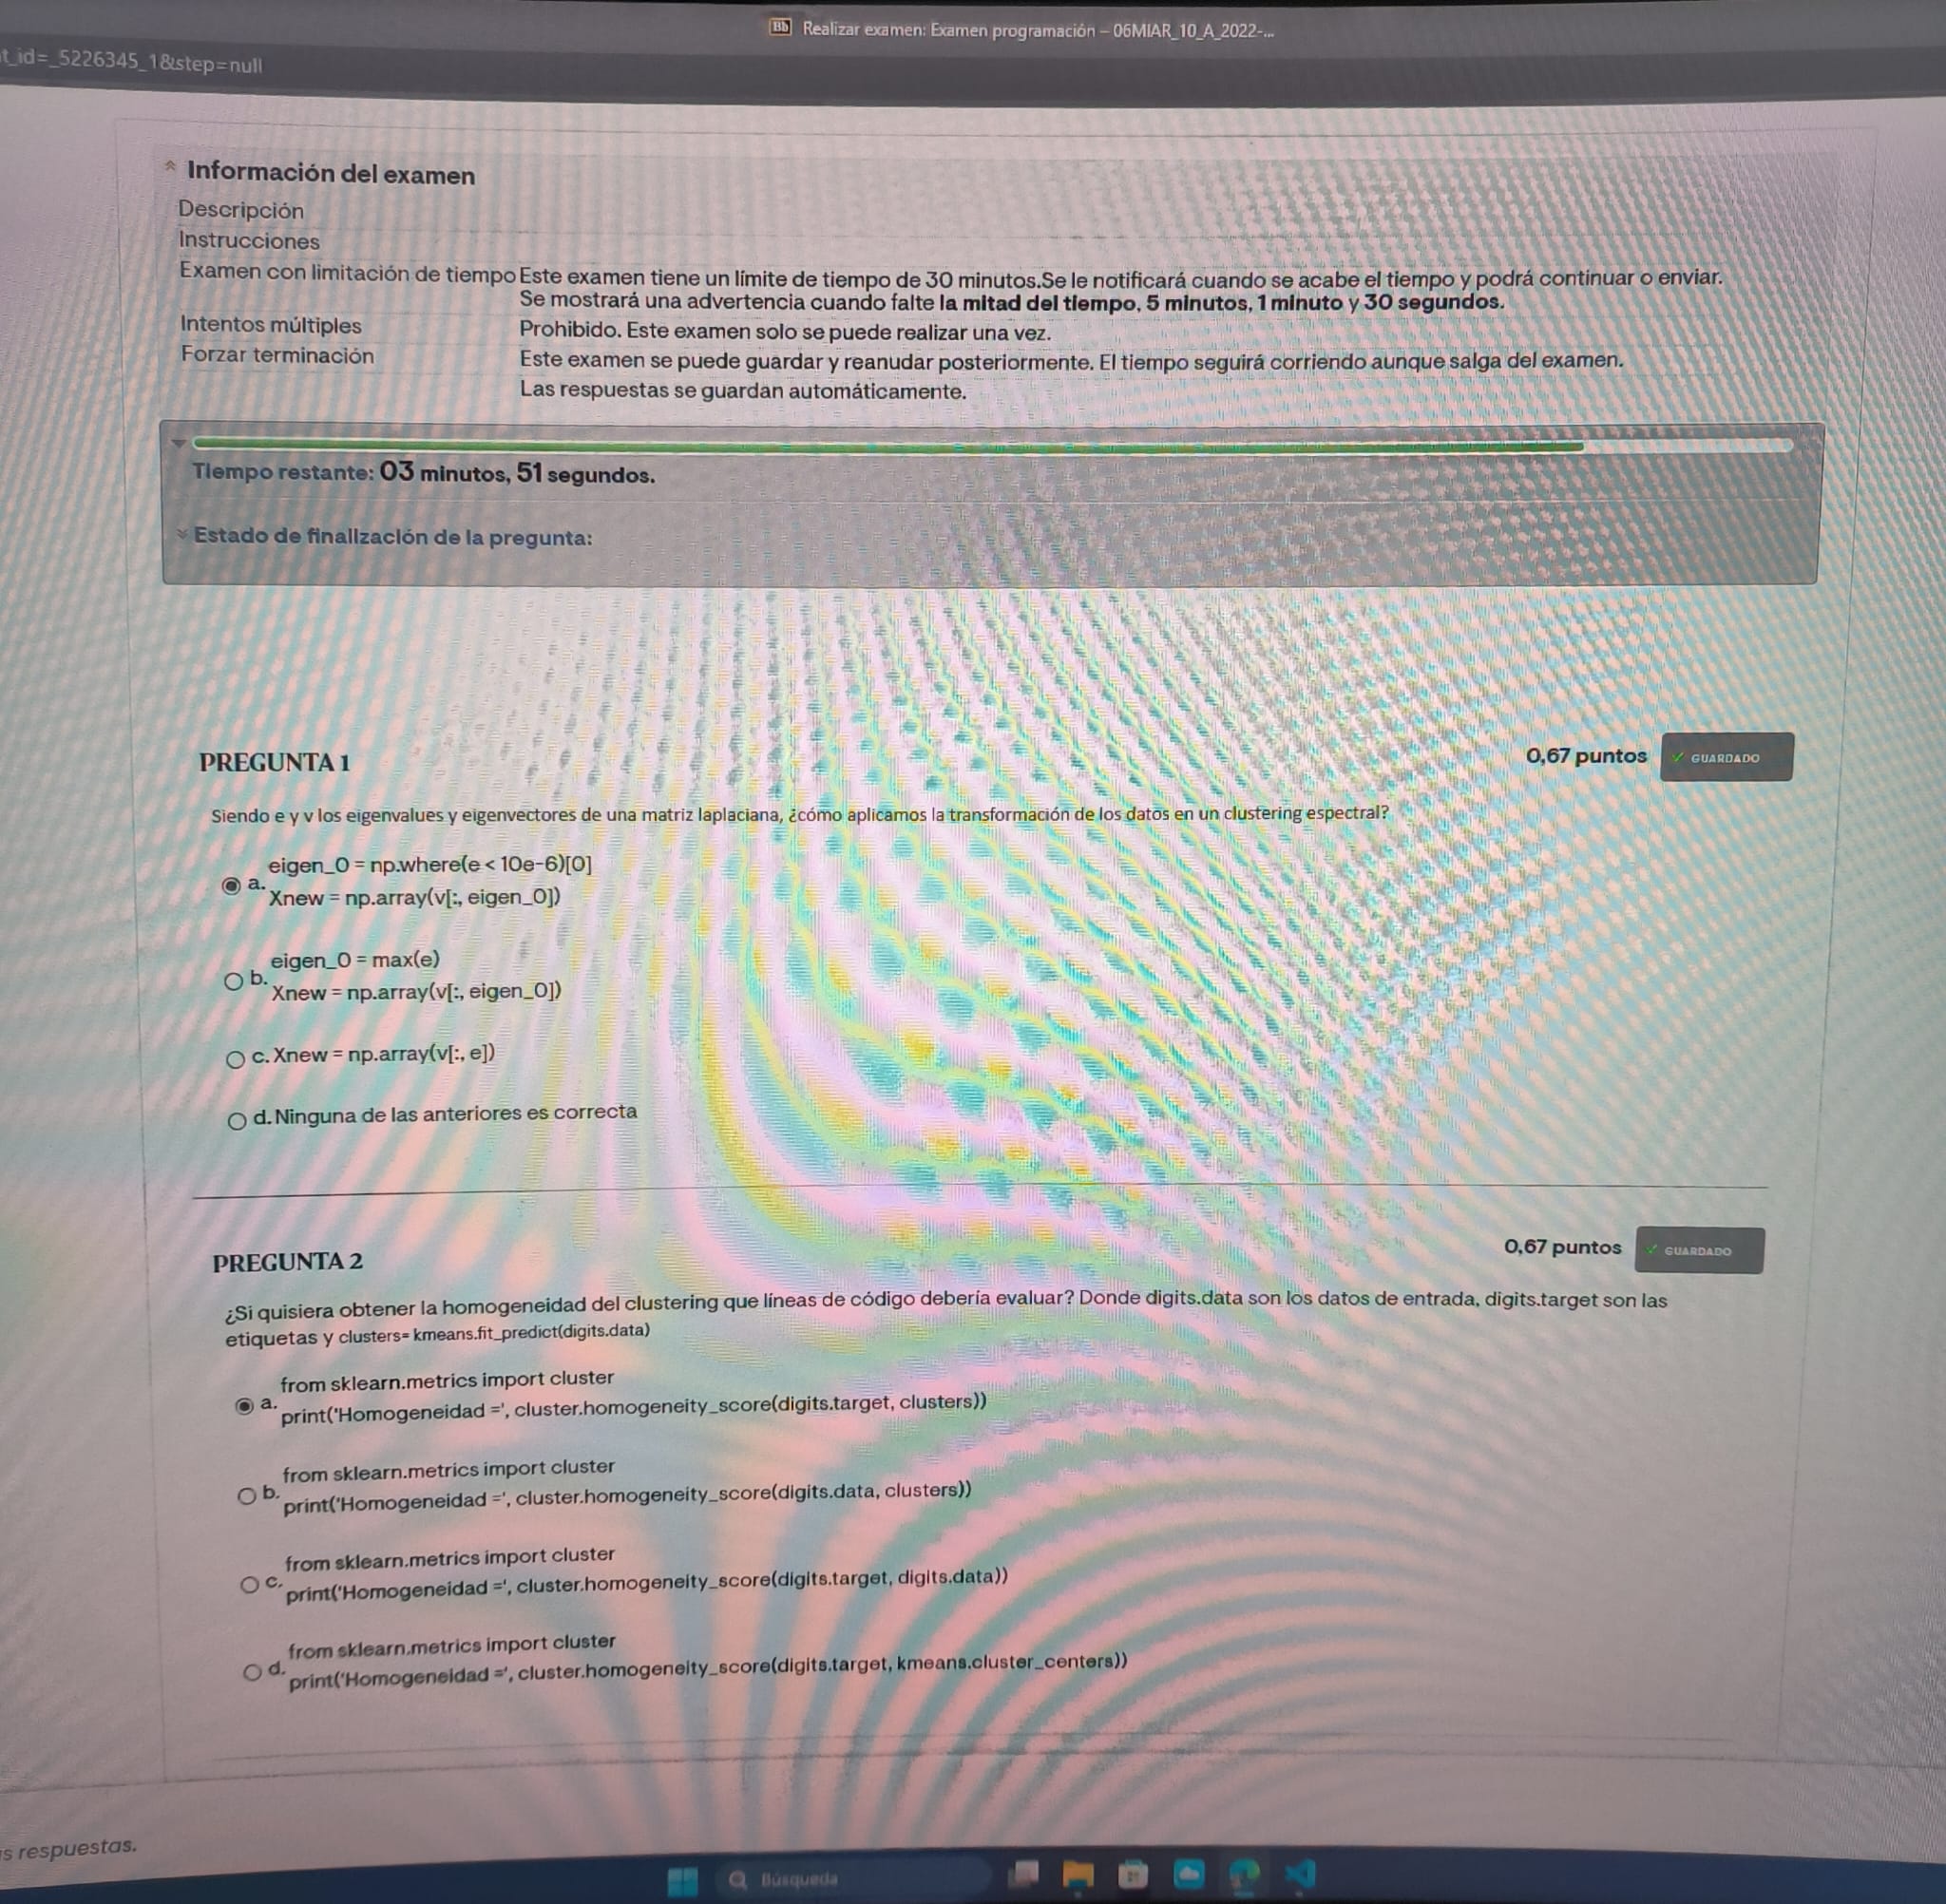 Bb Realizar examen: Examen programación – 06MIAR_10_A_2022-...
t_id=_5226345_1&step=null
Información del examen
Descripción
Instrucciones
Examen con limitación de tiempo Este examen tiene un límite de tiempo de 30 minutos.Se le notificará cuando se acabe el tiempo y podrá continuar o enviar.
Se mostrará una advertencia cuando falte la mitad del tiempo, 5 minutos, 1 minuto y 30 segundos.
Intentos múltiples Prohibido. Este examen solo se puede realizar una vez.
Forzar terminación Este examen se puede guardar y reanudar posteriormente. El tiempo seguirá corriendo aunque salga del examen.
Las respuestas se guardan automáticamente.
Tiempo restante: 03 minutos, 51 segundos.
Estado de finalización de la pregunta:
PREGUNTA 1 0,67 puntos GUARDADO
Siendo e y v los eigenvalues y eigenvectores de una matriz laplaciana, ¿cómo aplicamos la transformación de los datos en un clustering espectral?
eigen_0 = np.where(e < 10e-6)[0]
a. Xnew = np.array(v[:, eigen_0])
eigen_0 = max(e)
b. Xnew = np.array(v[:, eigen_0])
c. Xnew = np.array(v[:, e])
d. Ninguna de las anteriores es correcta
PREGUNTA 2 0,67 puntos GUARDADO
¿Si quisiera obtener la homogeneidad del clustering que líneas de código debería evaluar? Donde digits.data son los datos de entrada, digits.target son las
etiquetas y clusters= kmeans.fit_predict(digits.data)
from sklearn.metrics import cluster
a. print('Homogeneidad =', cluster.homogeneity_score(digits.target, clusters))
from sklearn.metrics import cluster
b. print('Homogeneidad =', cluster.homogeneity_score(digits.data, clusters))
from sklearn.metrics import cluster
c. print('Homogeneidad =', cluster.homogeneity_score(digits.target, digits.data))
from sklearn.metrics import cluster
d. print('Homogeneidad =', cluster.homogeneity_score(digits.target, kmeans.cluster_centers))
s respuestas.
Búsqueda